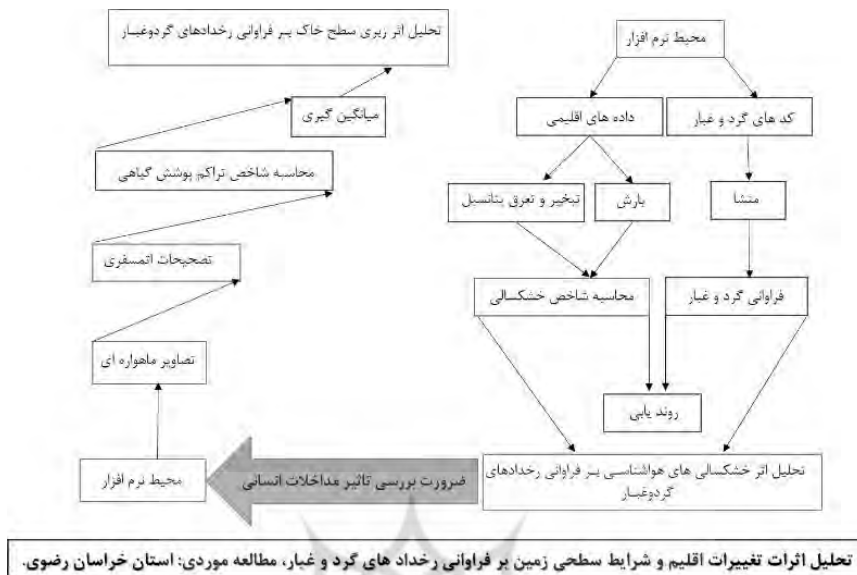 تحلیل اثر زبری سطح خاک بر فراوانی رخدادهای گردوغبار
محیط نرم افزار
میانگین گیری
داده های اقلیمی
کد های گرد و غبار
محاسبه شاخص تراکم پوشش گیاهی
تبخیر و تعرق پتانسیل
بارش
منشا
تصحیحات اتمسفری
محاسبه شاخص خشکسالی
فراوانی گرد و غبار
تصاویر ماهواره ای
روند یابی
محیط نرم افزار
ضرورت بررسی تاثیر مداخلات انسانی
تحلیل اثر خشکسالی های هواشناسی بر فراوانی رخدادهای
گردوغبار
تحلیل اثرات تغییرات اقلیم و شرایط سطحی زمین بر فراوانی رخداد های گرد و غبار، مطالعه موردی: استان خراسان رضوی.